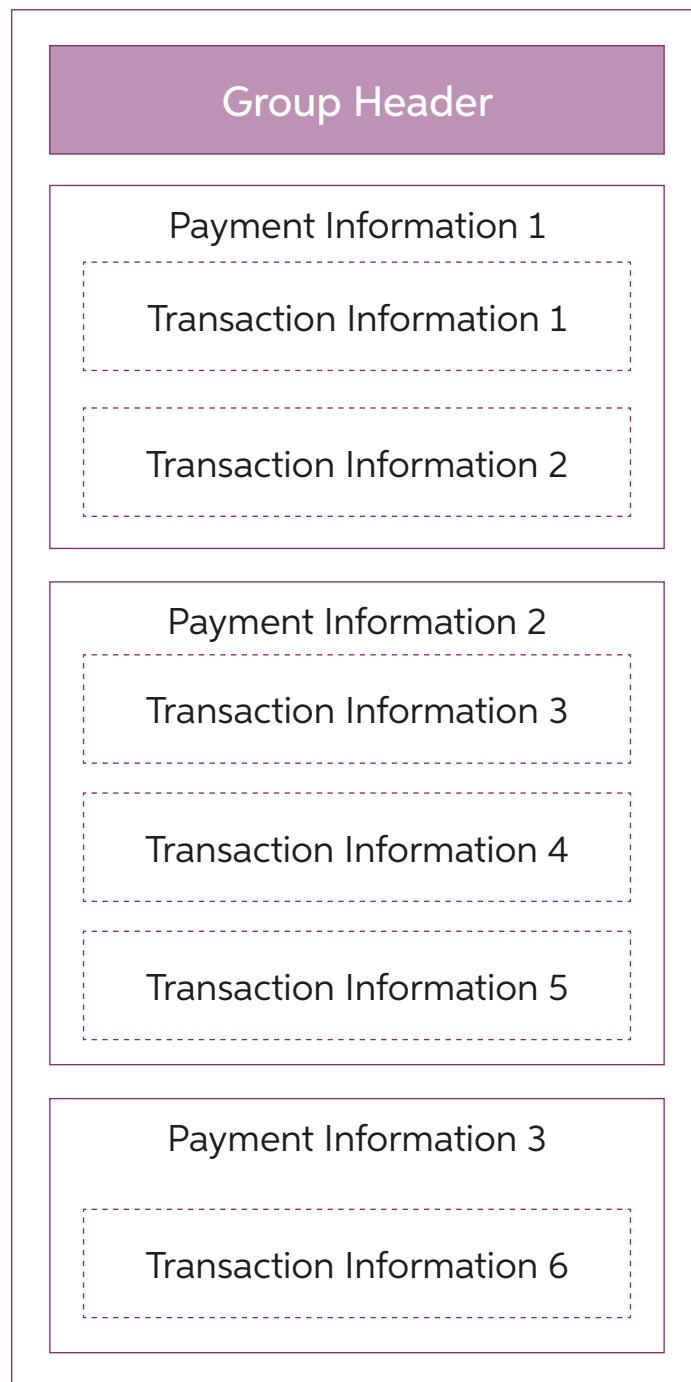 Group Header
Payment Information 1
Transaction Information 1
Transaction Information 2
Payment Information 2
Transaction Information 3
Transaction Information 4
Transaction Information 5
Payment Information 3
Transaction Information 6